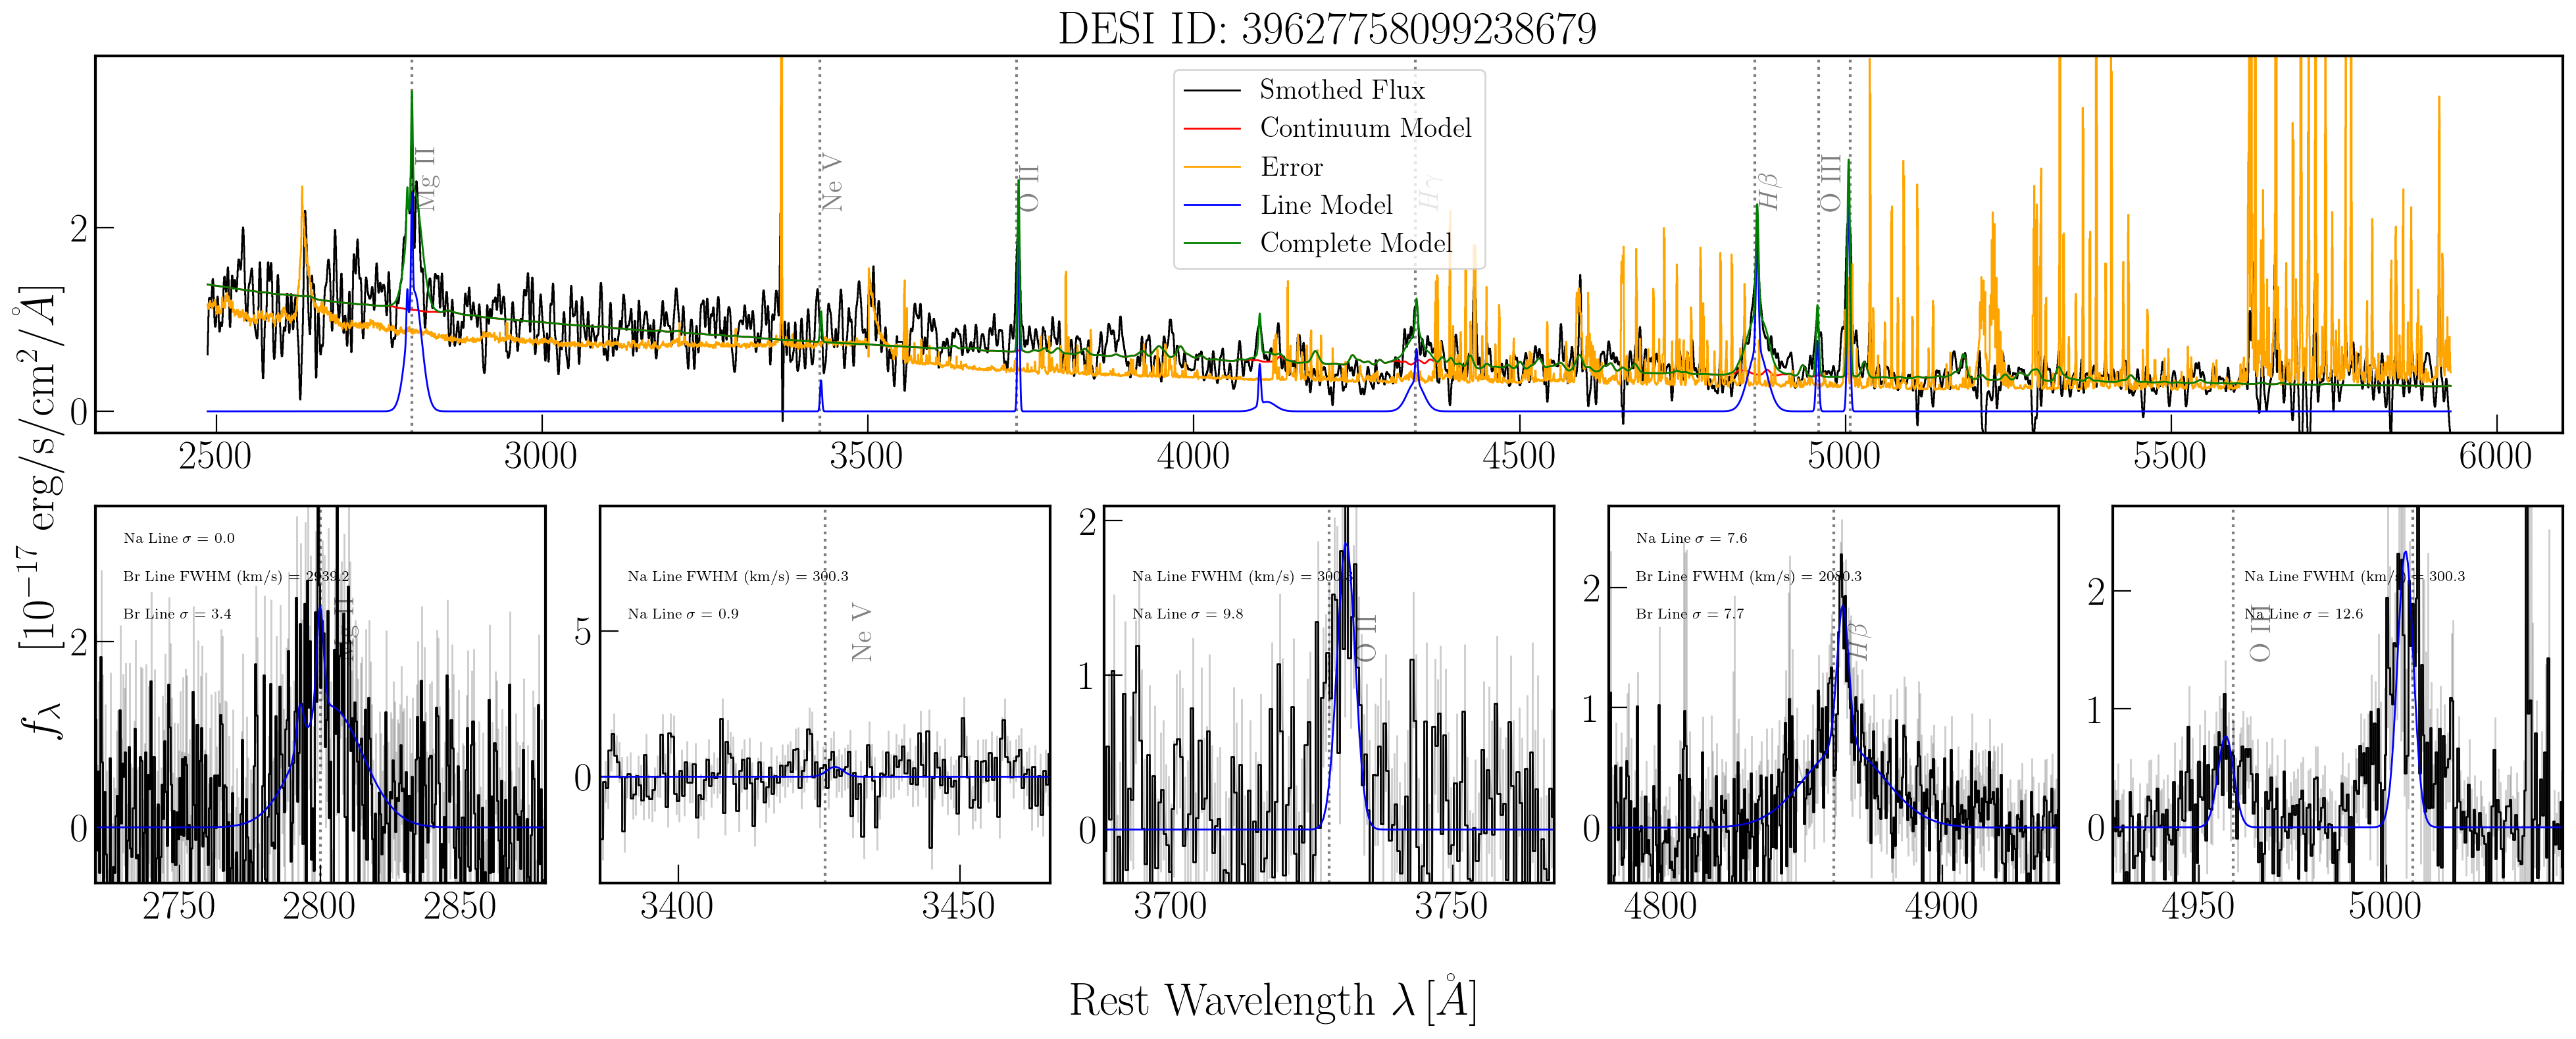 DESI ID: 39627758099238679
Smothed Flux
Continuum Model
Error
Line Model
Complete Model
Mg II
Ne V
O II
Hγ
Hβ
O III
2
0
2500 3000 3500 4000 4500 5000 5500 6000
fλ [10−17 erg/s/cm2/Å]
Na Line σ = 0.0
Br Line FWHM (km/s) = 2939.2
Br Line σ = 3.4
Mg II
2
0
2750 2800 2850
Na Line FWHM (km/s) = 300.3
Na Line σ = 0.9
Ne V
5
0
3400 3450
Na Line FWHM (km/s) = 300.3
Na Line σ = 9.8
O II
2
1
0
3700 3750
Na Line σ = 7.6
Br Line FWHM (km/s) = 2080.3
Br Line σ = 7.7
Hβ
2
1
0
4800 4900
Na Line FWHM (km/s) = 300.3
Na Line σ = 12.6
O III
2
1
0
4950 5000
Rest Wavelength λ [Å]